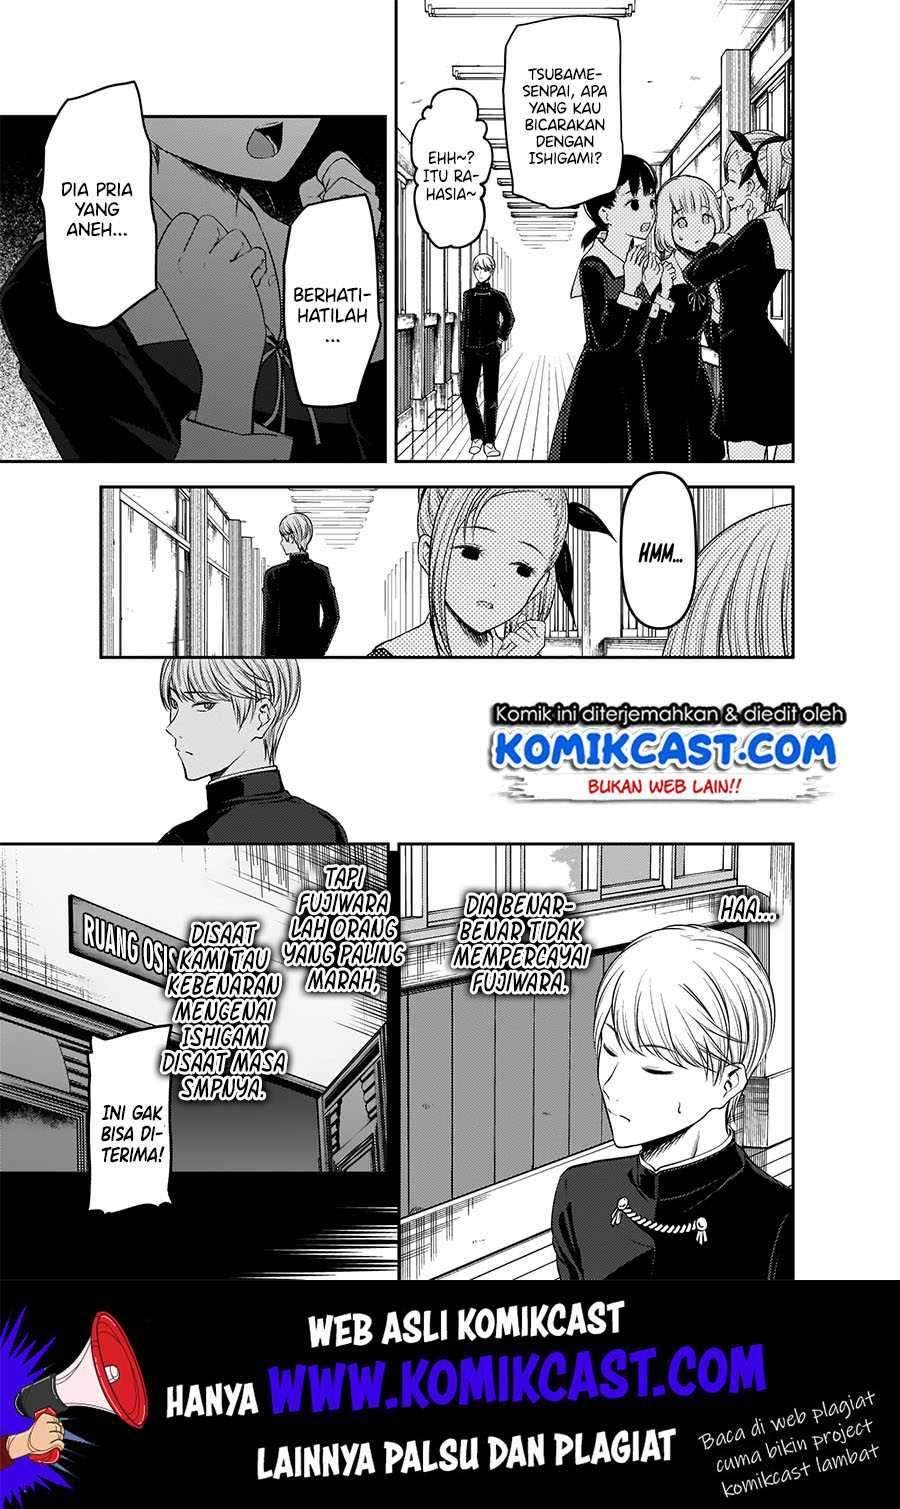 TSUBAME-
SENPAI, APA
YANG KAU
BICARAKAN
DENGAN
ISHIGAMI?
EHH~?
ITU RA-
HASIA~
BERHATI-
HATILAH
...
DIA PRIA
YANG
ANEH...
HMM...
Komik ini diterjemahkan & diedit oleh
KOMIKCAST.COM
BUKAN WEB LAIN!!
HAA...
DIA BENAR-
BENAR TIDAK
MEMPERCAYAI
FUJIWARA.
TAPI
FUJIWARA
LAH ORANG
YANG PALING
MARAH,
DISAAT
KAMI TAU
KEBENARAN
MENGENAI
ISHIGAMI
DISAAT MASA
SMPNYA.
RUANG OSIS
INI GAK
BISA DI-
TERIMA!
WEB ASLI KOMIKCAST
HANYA WWW.KOMIKCAST.COM
LAINNYA PALSU DAN PLAGIAT
Baca di web plagiat
cuma bikin project
komikcast lambat